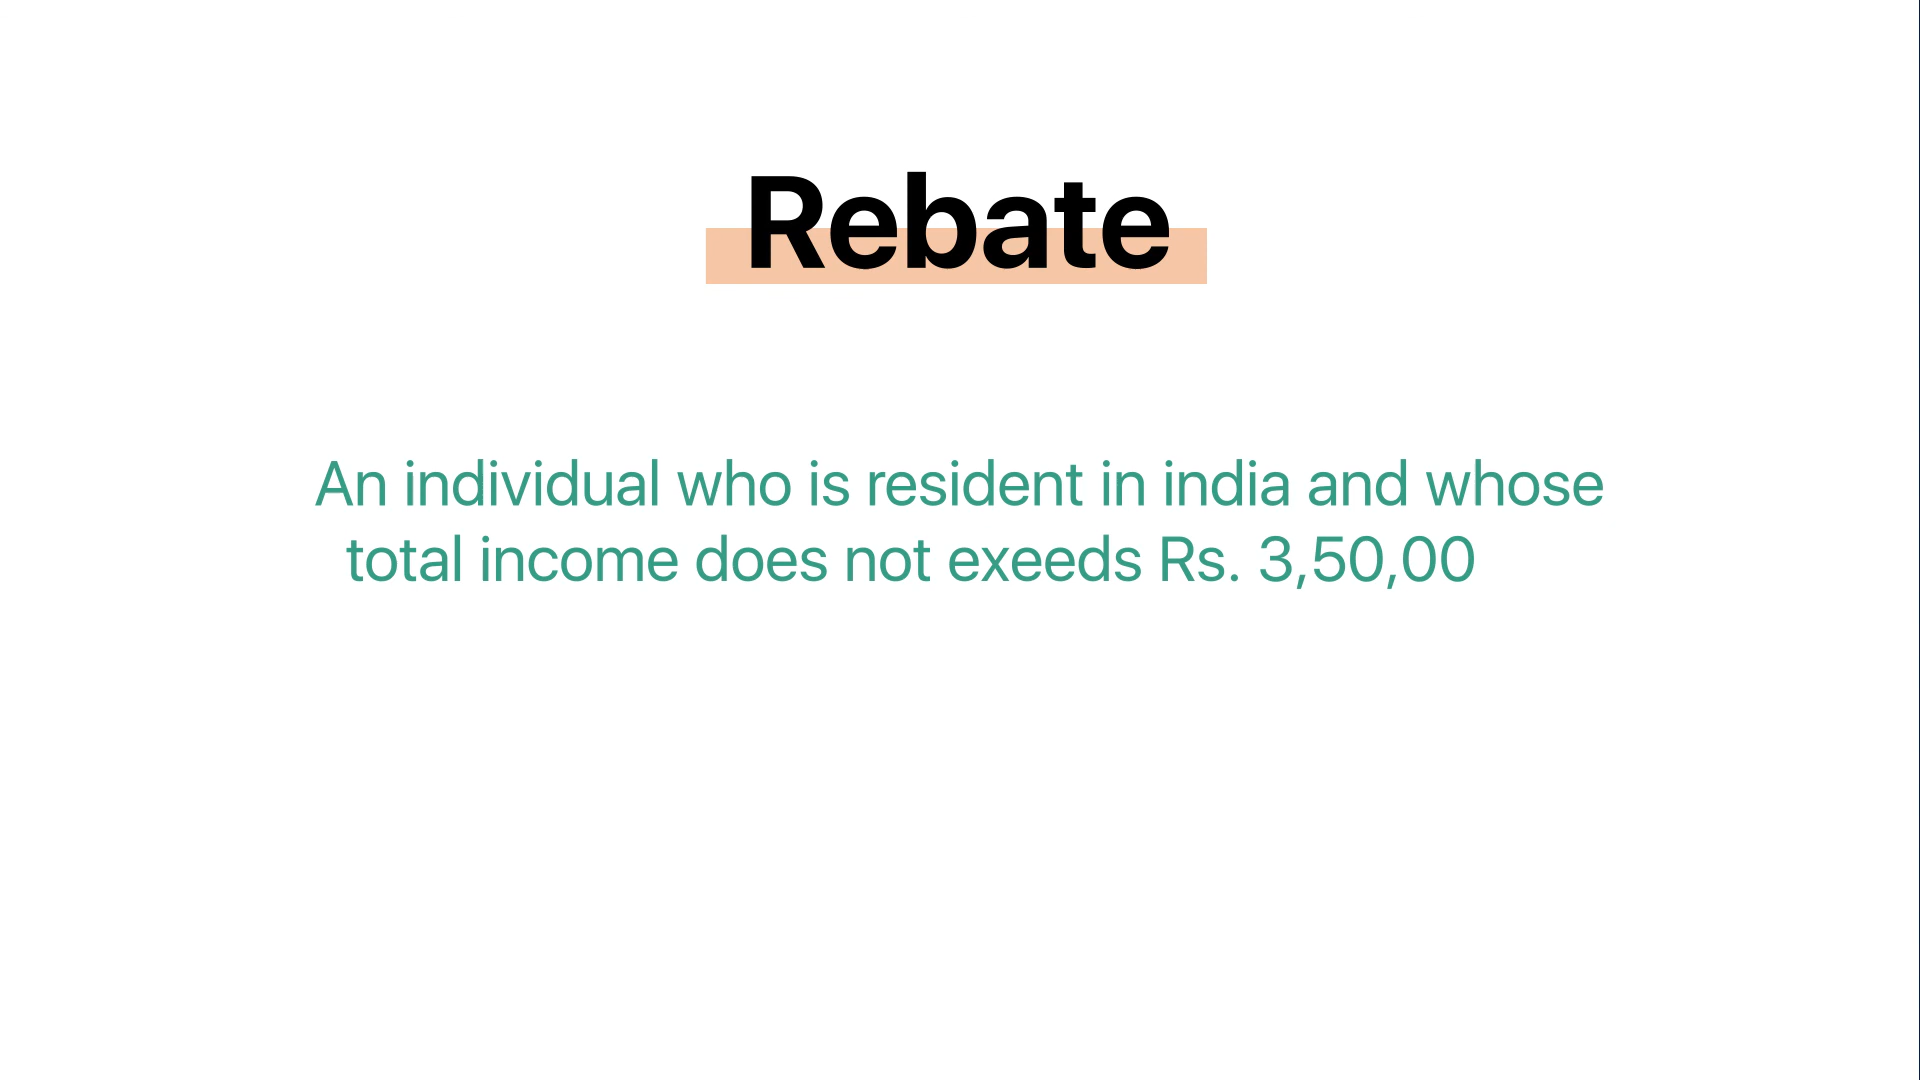 Rebate
An individual who is resident in india and whose
total income does not exeeds Rs. 3,50,00